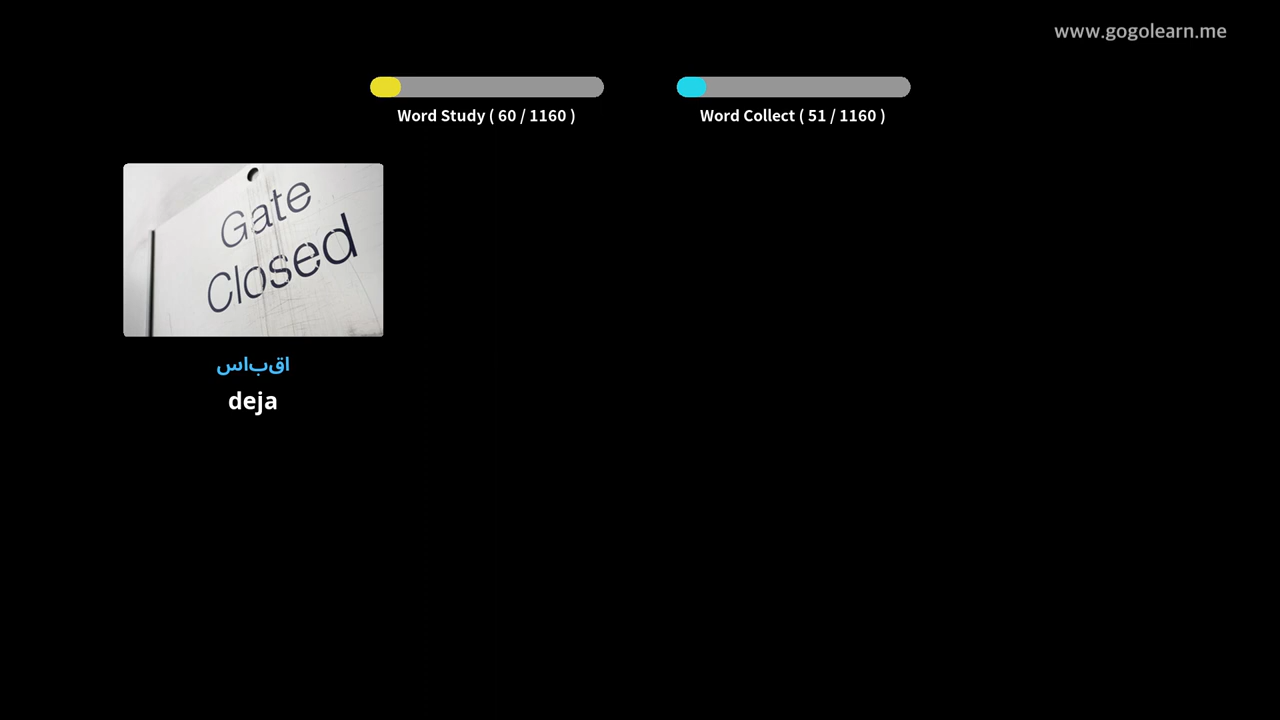 www.gogolearn.me
Word Study ( 60 / 1160 )
Word Collect ( 51 / 1160 )
Gate
Closed
اقباس
deja